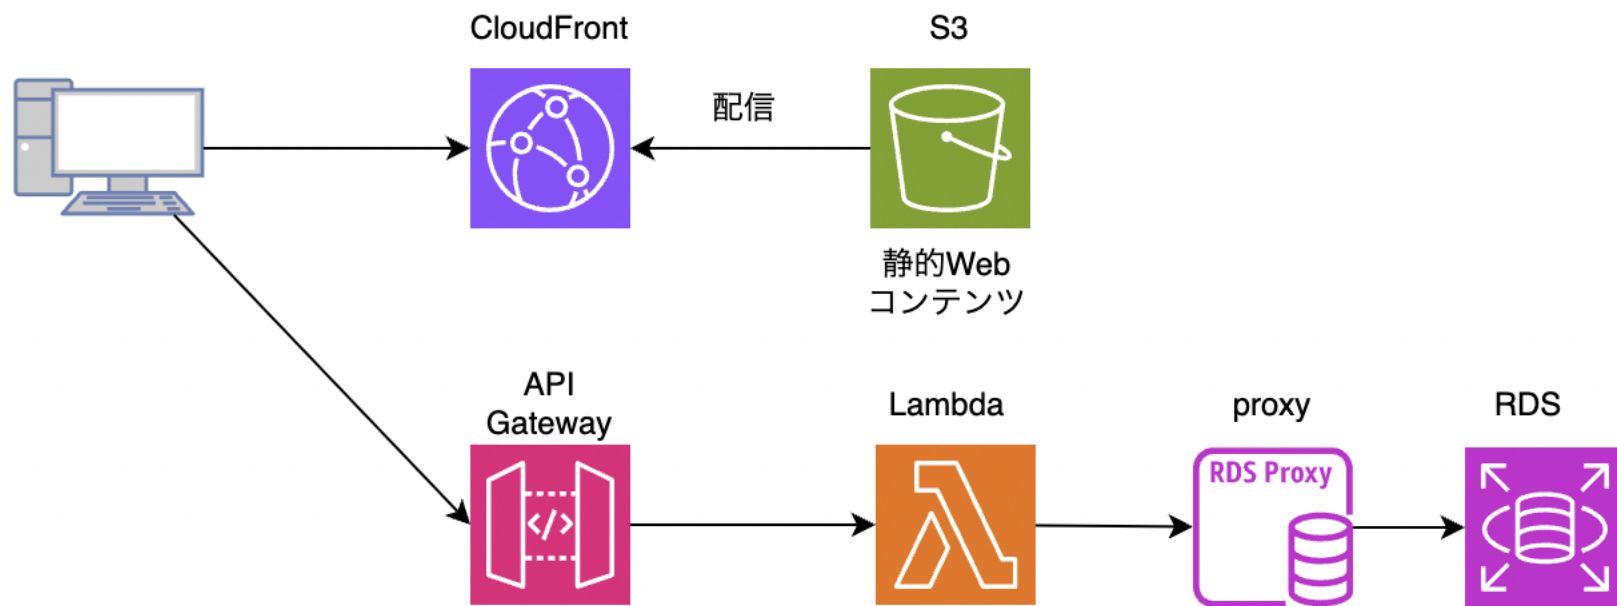 CloudFront
S3
配信
静的Web
コンテンツ
API
Gateway
</>
Lambda
proxy
RDS
RDS Proxy